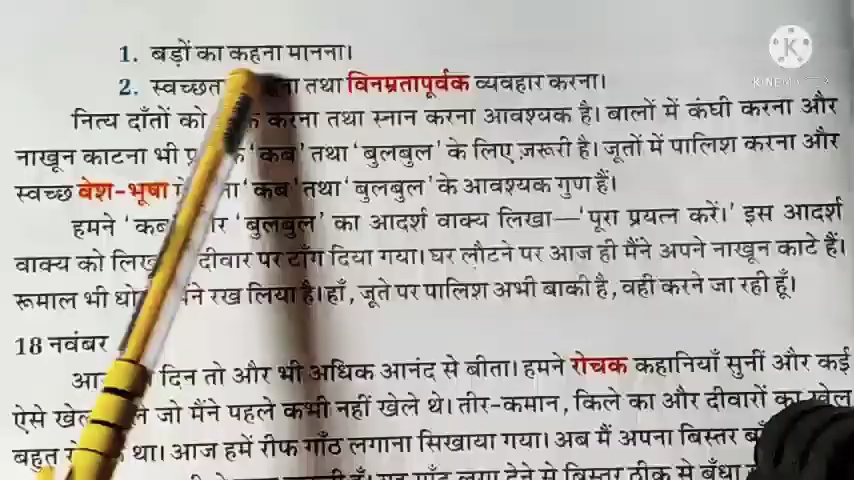 1. बड़ों का कहना मानना।
2. स्वच्छत तथा विनम्रतापूर्वक व्यवहार करना।
नित्य दाँतों को करना तथा स्नान करना आवश्यक है। बालों में कंघी करना और
नाखून काटना भी 'कब' तथा 'बुलबुल' के लिए ज़रूरी है। जूतों में पालिश करना और
स्वच्छ वेश-भूषा 'कब' तथा 'बुलबुल' के आवश्यक गुण हैं।
हमने 'कब 'बुलबुल' का आदर्श वाक्य लिखा—'पूरा प्रयत्न करें।' इस आदर्श
वाक्य को दीवार पर टाँग दिया गया। घर लौटने पर आज ही मैंने अपने नाखून काटे हैं।
रूमाल भी रख लिया है। हाँ, जूते पर पालिश अभी बाकी है, वही करने जा रही हूँ।
18 नवंबर
दिन तो और भी अधिक आनंद से बीता। हमने रोचक कहानियाँ सुनीं और कई
ऐसे जो मैंने पहले कभी नहीं खेले थे। तीर-कमान, किले का और दीवारों का खेल
बहुत था। आज हमें रीफ गाँठ लगाना सिखाया गया। अब मैं अपना बिस्तर
गाँठ लगा देने से बिस्तर ठीक से बँधा
KINEM